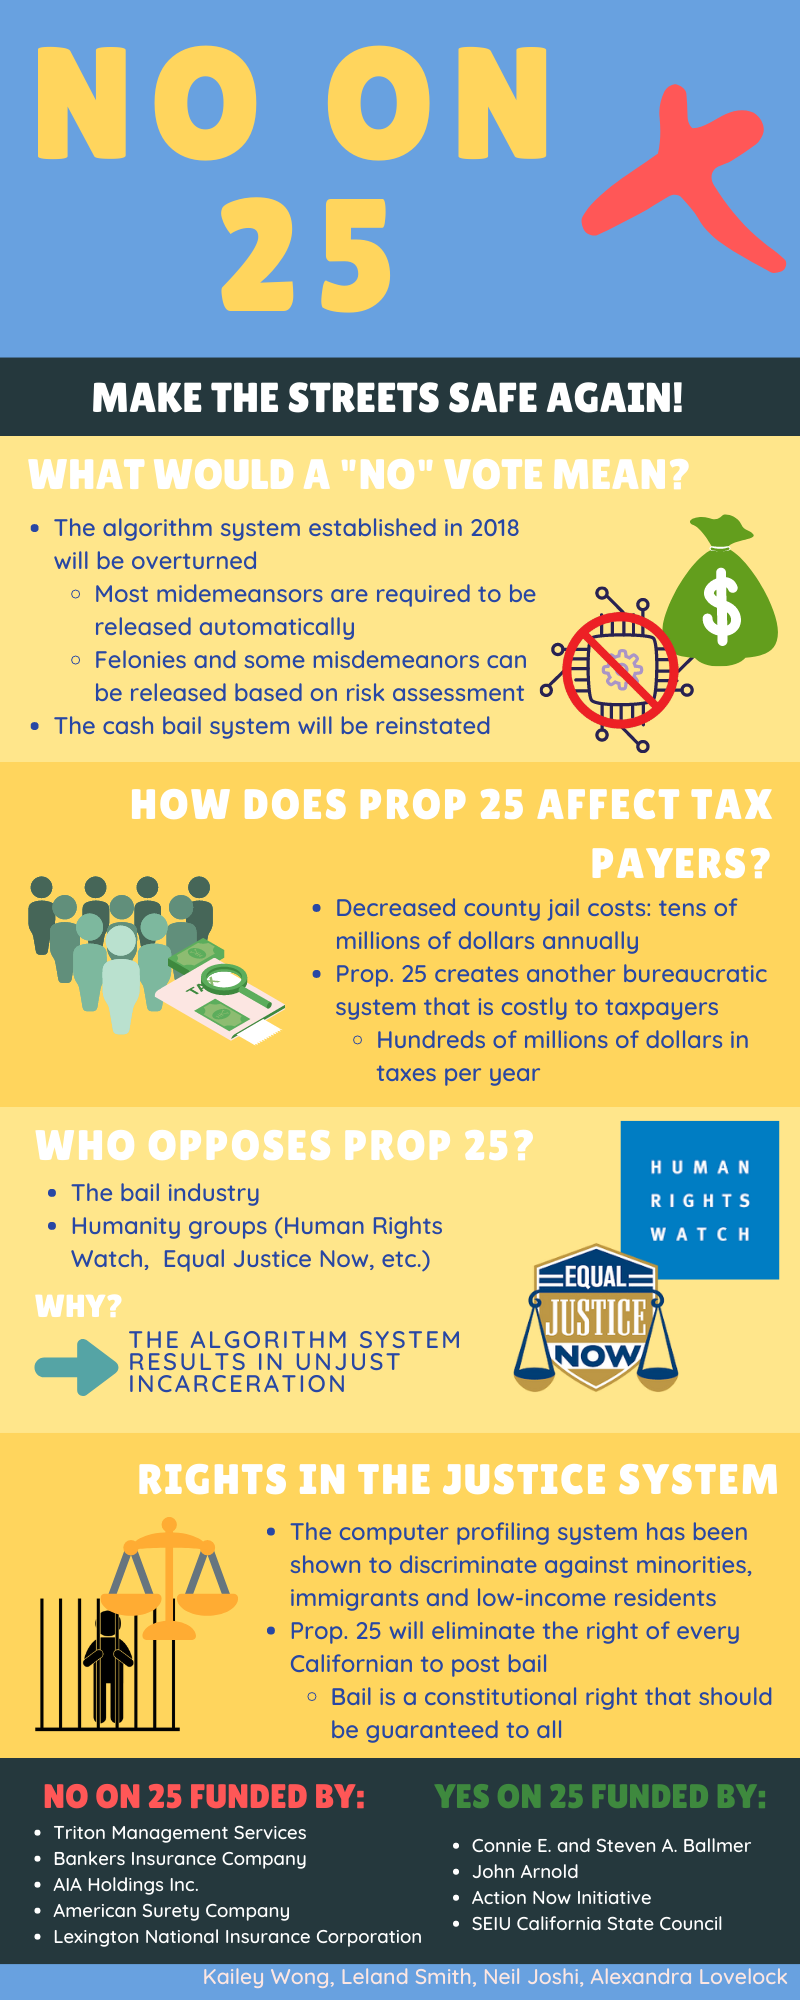 NO ON
25
MAKE THE STREETS SAFE AGAIN!
WHAT WOULD A "NO" VOTE MEAN?
• The algorithm system established in 2018
will be overturned
◦ Most midemeansors are required to be
released automatically
◦ Felonies and some misdemeanors can
be released based on risk assessment
• The cash bail system will be reinstated
$
HOW DOES PROP 25 AFFECT TAX
PAYERS?
• Decreased county jail costs: tens of
millions of dollars annually
• Prop. 25 creates another bureaucratic
system that is costly to taxpayers
◦ Hundreds of millions of dollars in
taxes per year
TAX
WHO OPPOSES PROP 25?
• The bail industry
• Humanity groups (Human Rights
Watch,  Equal Justice Now, etc.)
HUMAN
RIGHTS
WATCH
EQUAL
JUSTICE
NOW
WHY?
THE ALGORITHM SYSTEM
RESULTS IN UNJUST
INCARCERATION
RIGHTS IN THE JUSTICE SYSTEM
• The computer profiling system has been
shown to discriminate against minorities,
immigrants and low-income residents
• Prop. 25 will eliminate the right of every
Californian to post bail
◦ Bail is a constitutional right that should
be guaranteed to all
NO ON 25 FUNDED BY:
• Triton Management Services
• Bankers Insurance Company
• AIA Holdings Inc.
• American Surety Company
• Lexington National Insurance Corporation
YES ON 25 FUNDED BY:
• Connie E. and Steven A. Ballmer
• John Arnold
• Action Now Initiative
• SEIU California State Council
Kailey Wong, Leland Smith, Neil Joshi, Alexandra Lovelock